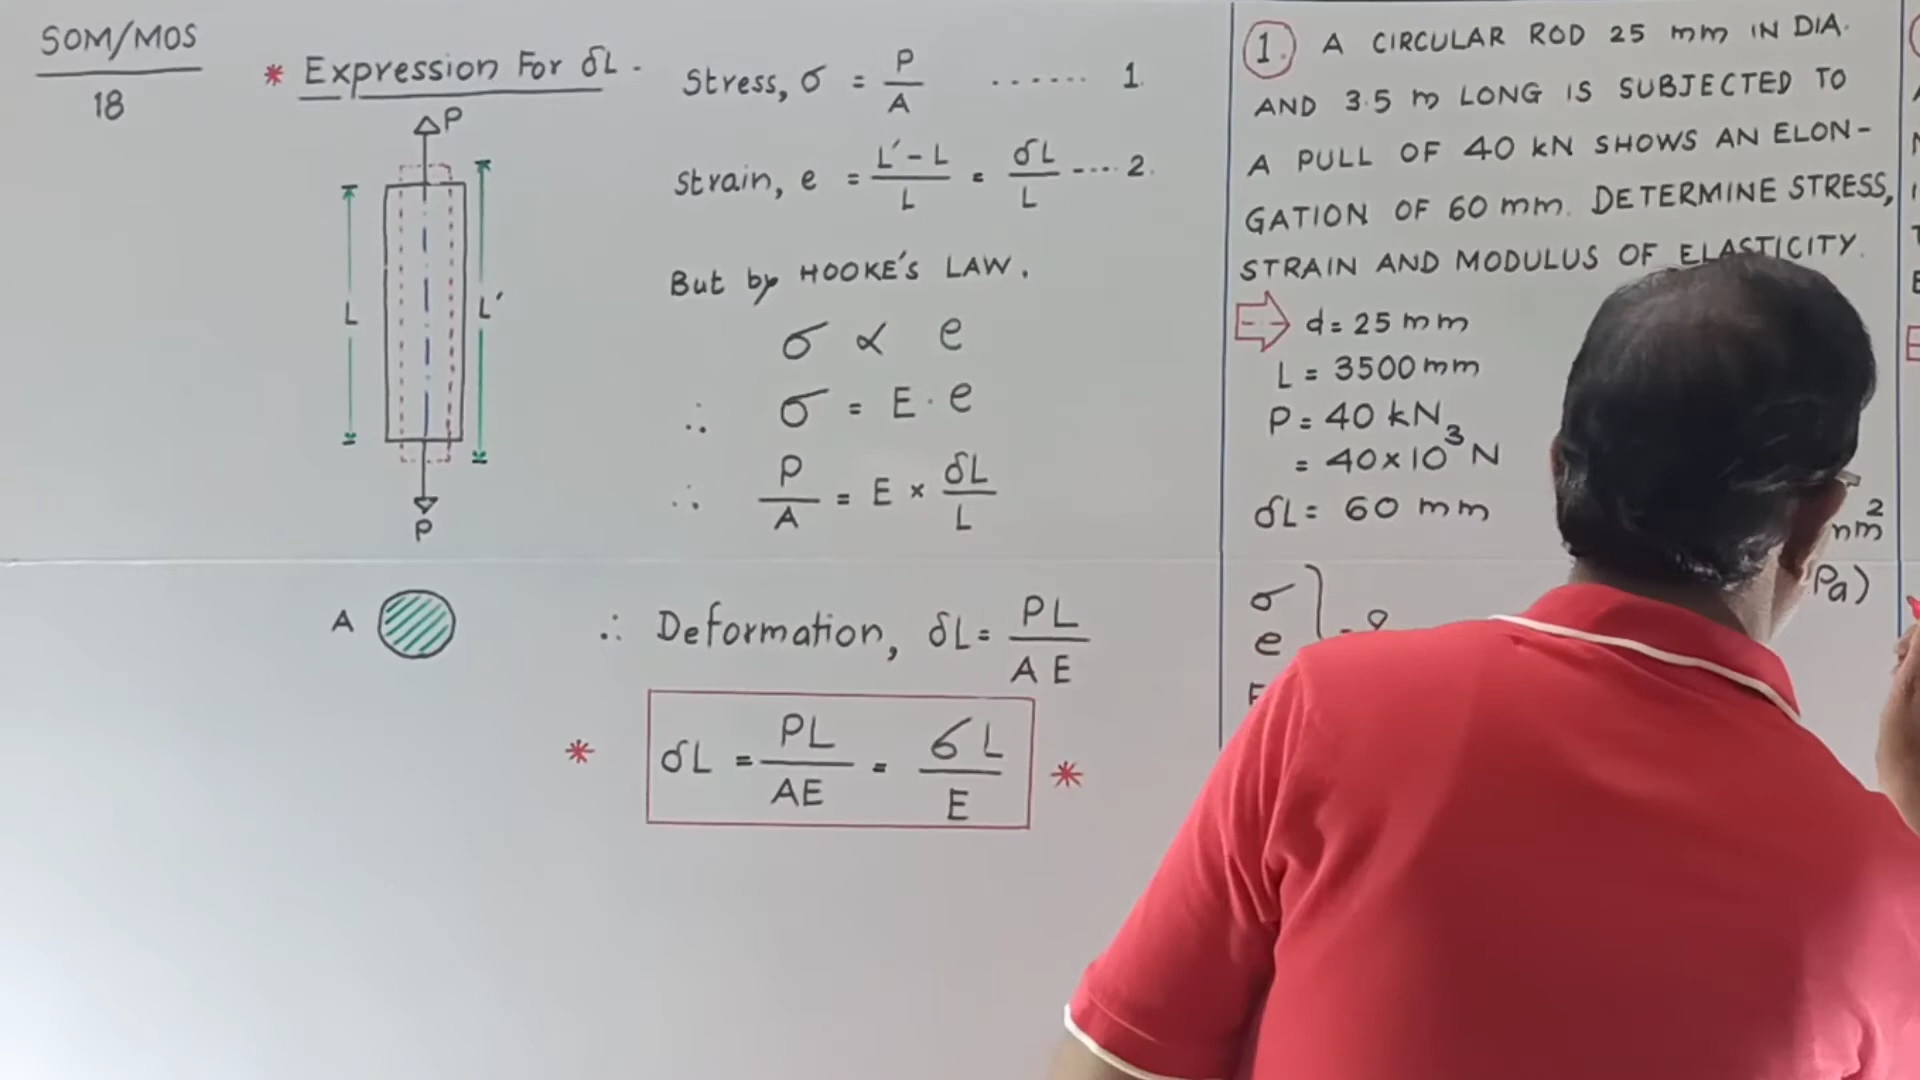 SOM/MOS
18
* Expression For δL.
P
L
L'
P
A
Stress, σ = P/A ...... 1.
Strain, e = L'-L/L = δL/L .... 2.
But by HOOKE'S LAW.
σ ∝ e
∴ σ = E · e
∴ P/A = E × δL/L
∴ Deformation, δL = PL/AE
* δL = PL/AE = σL/E *
1. A CIRCULAR ROD 25 mm IN DIA.
AND 3.5 m LONG IS SUBJECTED TO
A PULL OF 40 kN SHOWS AN ELON-
GATION OF 60 mm. DETERMINE STRESS,
STRAIN AND MODULUS OF ELASTICITY.
d = 25 mm
L = 3500 mm
P = 40 kN
= 40×10³ N
δL = 60 mm
σ
e
mm²
Pa)